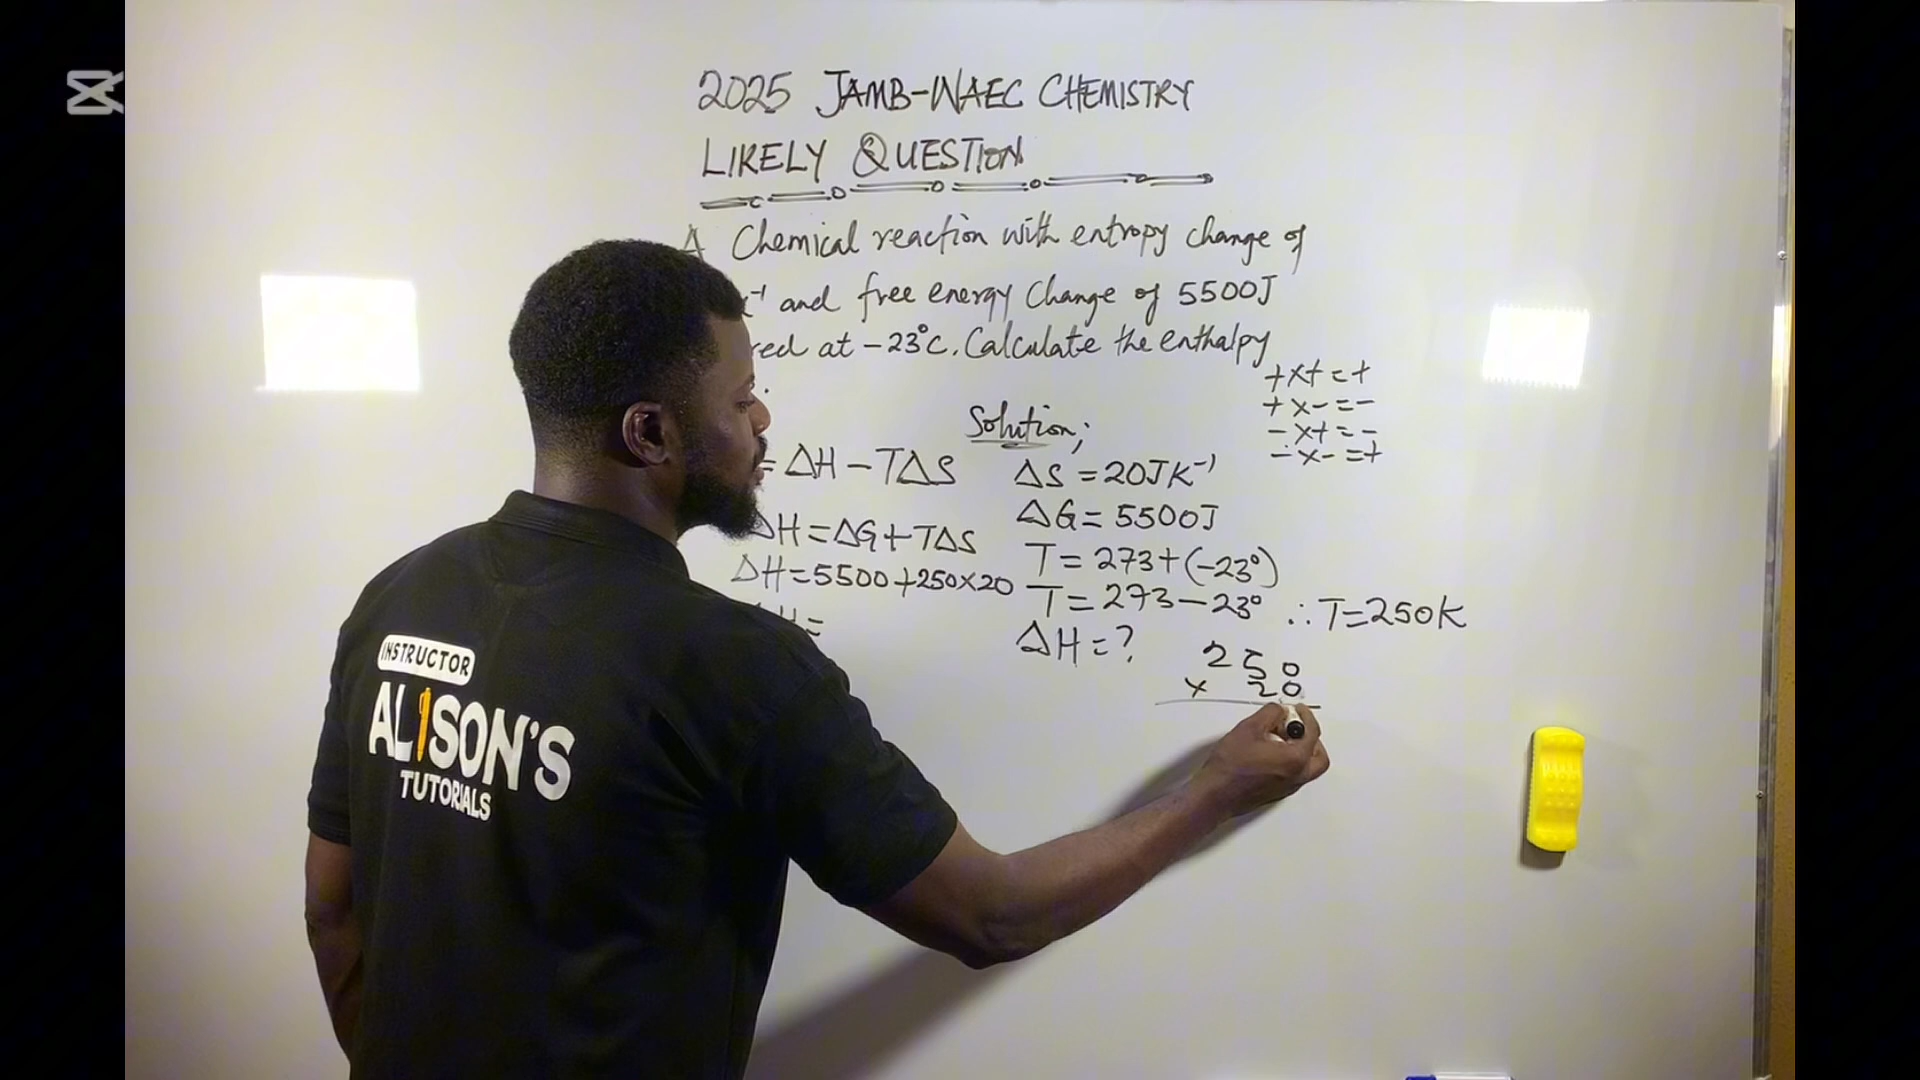 2025 JAMB-WAEC CHEMISTRY
LIKELY QUESTION
A Chemical reaction with entropy change of
K⁻¹ and free energy Change of 5500J
red at -23°C. Calculate the enthalpy
+x+=+
+x-=-
-x+=-
-x-=+
Solution;
= ΔH - TΔS
ΔH = ΔG + TΔS
ΔH = 5500 + 250 x 20
H =
ΔS = 20JK⁻¹
ΔG = 5500J
T = 273 + (-23°)
T = 273 - 23° ∴ T = 250K
ΔH = ?
250
x 20
INSTRUCTOR
ALISON'S
TUTORIALS